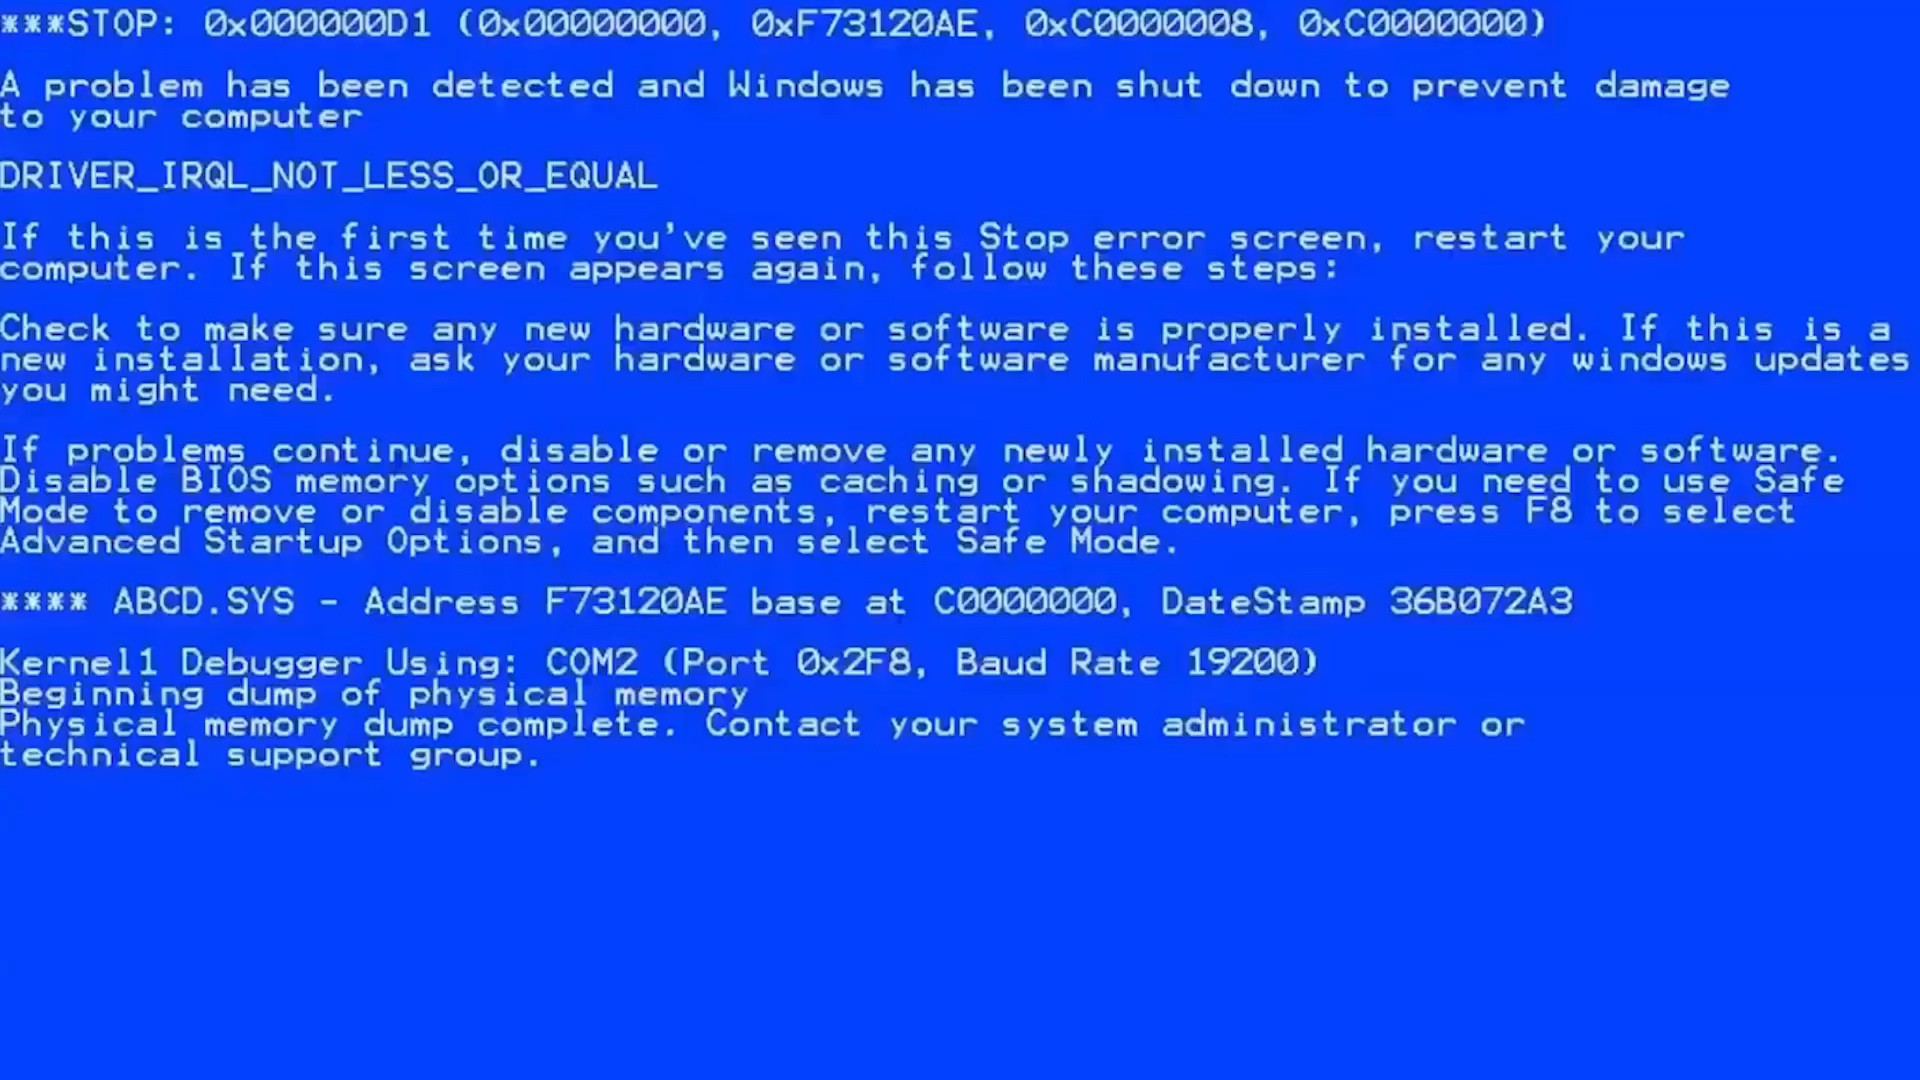 ***STOP: 0x000000D1 (0x00000000, 0xF73120AE, 0xC0000008, 0xC0000000)
A problem has been detected and Windows has been shut down to prevent damage
to your computer
DRIVER_IRQL_NOT_LESS_OR_EQUAL
If this is the first time you've seen this Stop error screen, restart your
computer. If this screen appears again, follow these steps:
Check to make sure any new hardware or software is properly installed. If this is a
new installation, ask your hardware or software manufacturer for any windows updates
you might need.
If problems continue, disable or remove any newly installed hardware or software.
Disable BIOS memory options such as caching or shadowing. If you need to use Safe
Mode to remove or disable components, restart your computer, press F8 to select
Advanced Startup Options, and then select Safe Mode.
**** ABCD.SYS - Address F73120AE base at C0000000, DateStamp 36B072A3
Kernel1 Debugger Using: COM2 (Port 0x2F8, Baud Rate 19200)
Beginning dump of physical memory
Physical memory dump complete. Contact your system administrator or
technical support group.